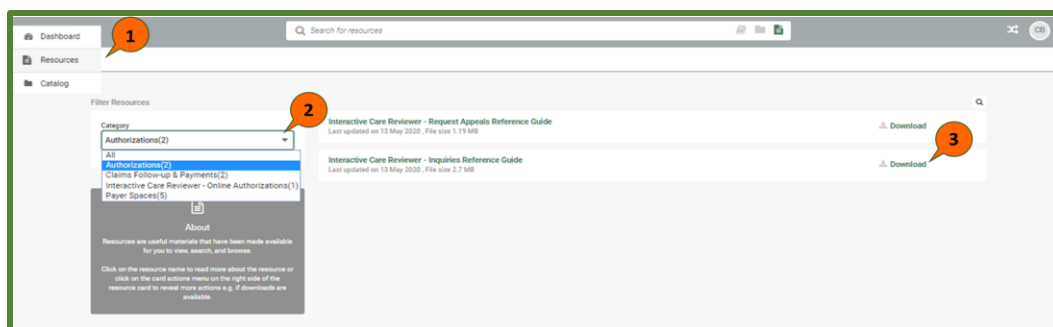 Dashboard
1
Search for resources
CB
Resources
Catalog
Filter Resources
2
Category
Authorizations(2)
All
Authorizations(2)
Claims Follow-up & Payments(2)
Interactive Care Reviewer - Online Authorizations(1)
Payer Spaces(5)
Interactive Care Reviewer - Request Appeals Reference Guide
Last updated on 13 May 2020 , File size 1.19 MB
Download
3
Interactive Care Reviewer - Inquiries Reference Guide
Last updated on 13 May 2020 , File size 2.7 MB
Download
About
Resources are useful materials that have been made available
for you to view, search, and browse.
Click on the resource name to read more about the resource or
click on the card actions menu on the right side of the
resource card to reveal more actions e.g. if downloads are
available.